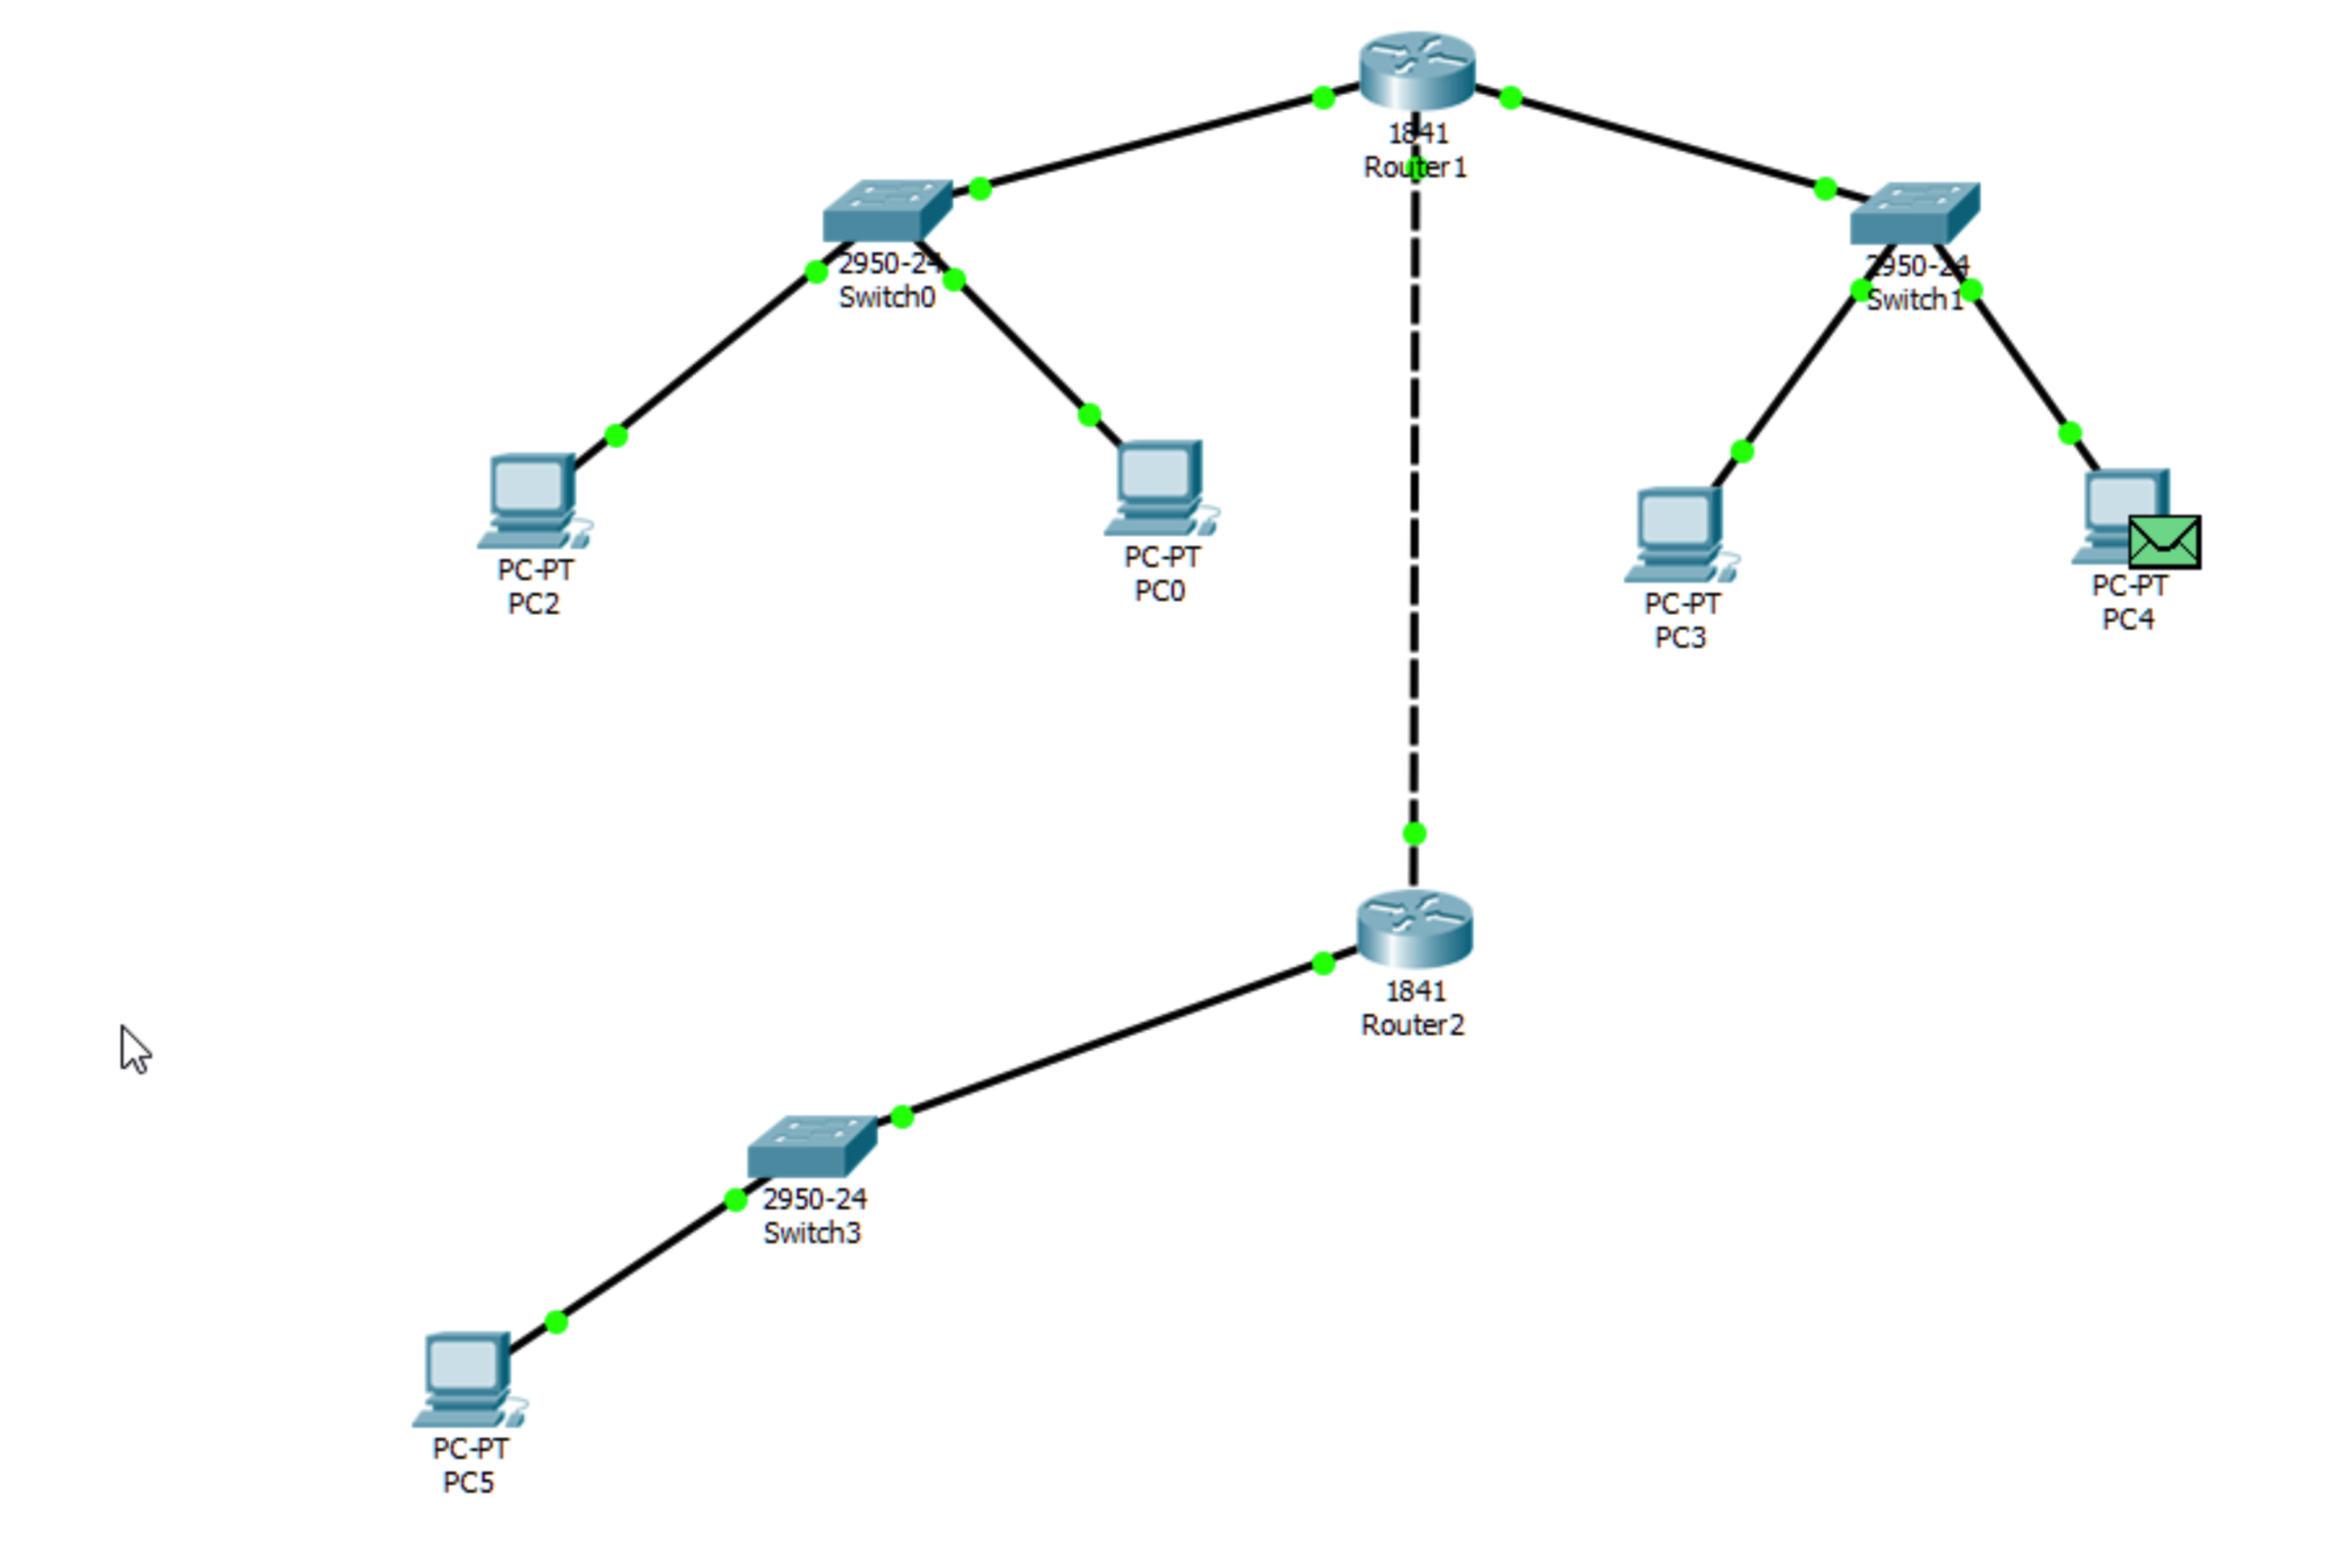 1841
Router1
2950-24
Switch0
2950-24
Switch1
PC-PT
PC2
PC-PT
PC0
PC-PT
PC3
PC-PT
PC4
1841
Router2
2950-24
Switch3
PC-PT
PC5